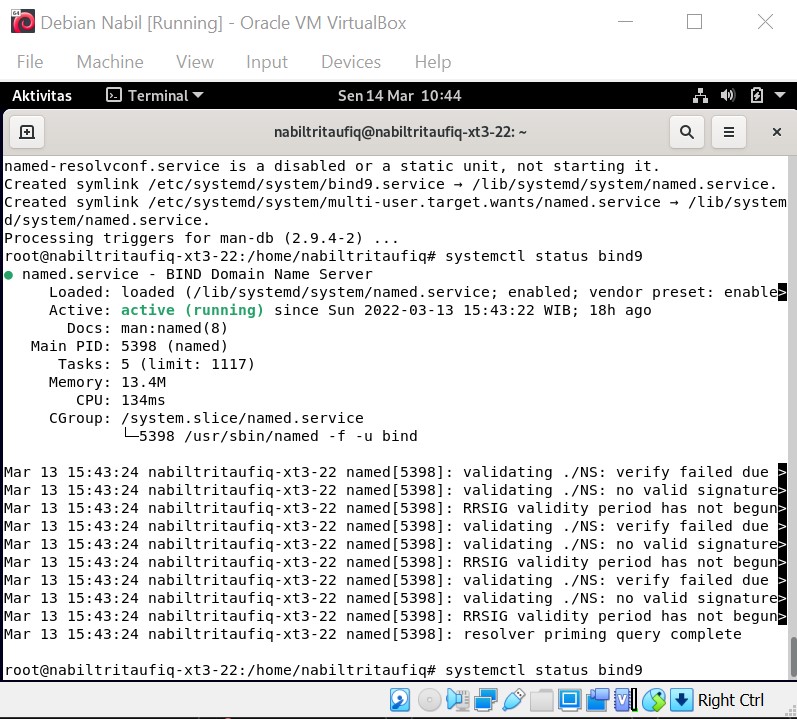 Debian Nabil [Running] - Oracle VM VirtualBox
File Machine View Input Devices Help
Aktivitas Terminal Sen 14 Mar 10:44
nabiltritaufiq@nabiltritaufiq-xt3-22: ~
named-resolvconf.service is a disabled or a static unit, not starting it.
Created symlink /etc/systemd/system/bind9.service → /lib/systemd/system/named.service.
Created symlink /etc/systemd/system/multi-user.target.wants/named.service → /lib/system
d/system/named.service.
Processing triggers for man-db (2.9.4-2) ...
root@nabiltritaufiq-xt3-22:/home/nabiltritaufiq# systemctl status bind9
● named.service - BIND Domain Name Server
Loaded: loaded (/lib/systemd/system/named.service; enabled; vendor preset: enable>
Active: active (running) since Sun 2022-03-13 15:43:22 WIB; 18h ago
Docs: man:named(8)
Main PID: 5398 (named)
Tasks: 5 (limit: 1117)
Memory: 13.4M
CPU: 134ms
CGroup: /system.slice/named.service
└─5398 /usr/sbin/named -f -u bind
Mar 13 15:43:24 nabiltritaufiq-xt3-22 named[5398]: validating ./NS: verify failed due >
Mar 13 15:43:24 nabiltritaufiq-xt3-22 named[5398]: validating ./NS: no valid signature>
Mar 13 15:43:24 nabiltritaufiq-xt3-22 named[5398]: RRSIG validity period has not begun>
Mar 13 15:43:24 nabiltritaufiq-xt3-22 named[5398]: validating ./NS: verify failed due >
Mar 13 15:43:24 nabiltritaufiq-xt3-22 named[5398]: validating ./NS: no valid signature>
Mar 13 15:43:24 nabiltritaufiq-xt3-22 named[5398]: RRSIG validity period has not begun>
Mar 13 15:43:24 nabiltritaufiq-xt3-22 named[5398]: validating ./NS: verify failed due >
Mar 13 15:43:24 nabiltritaufiq-xt3-22 named[5398]: validating ./NS: no valid signature>
Mar 13 15:43:24 nabiltritaufiq-xt3-22 named[5398]: RRSIG validity period has not begun>
Mar 13 15:43:24 nabiltritaufiq-xt3-22 named[5398]: resolver priming query complete
root@nabiltritaufiq-xt3-22:/home/nabiltritaufiq# systemctl status bind9
Right Ctrl